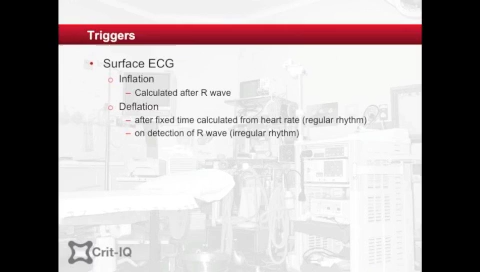 Triggers
• Surface ECG
o Inflation
– Calculated after R wave
o Deflation
– after fixed time calculated from heart rate (regular rhythm)
– on detection of R wave (irregular rhythm)
Crit-IQ